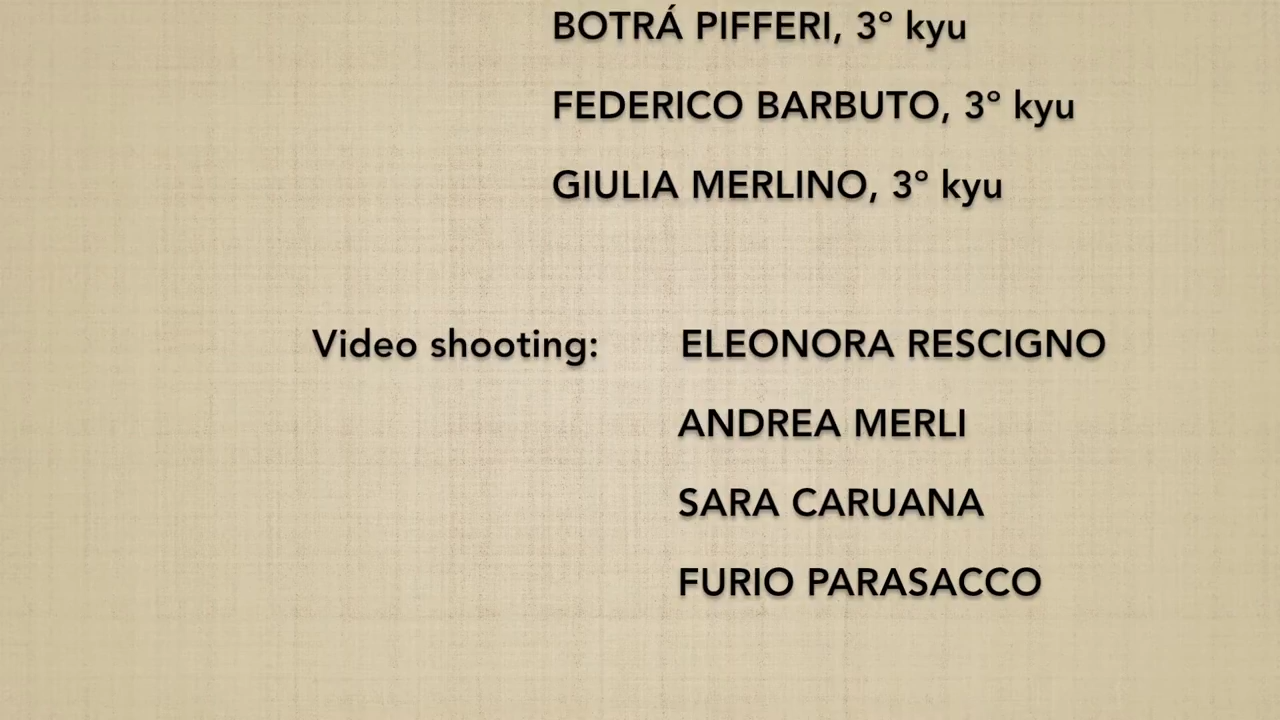 BOTRÁ PIFFERI, 3° kyu
FEDERICO BARBUTO, 3° kyu
GIULIA MERLINO, 3° kyu
Video shooting: ELEONORA RESCIGNO
ANDREA MERLI
SARA CARUANA
FURIO PARASACCO